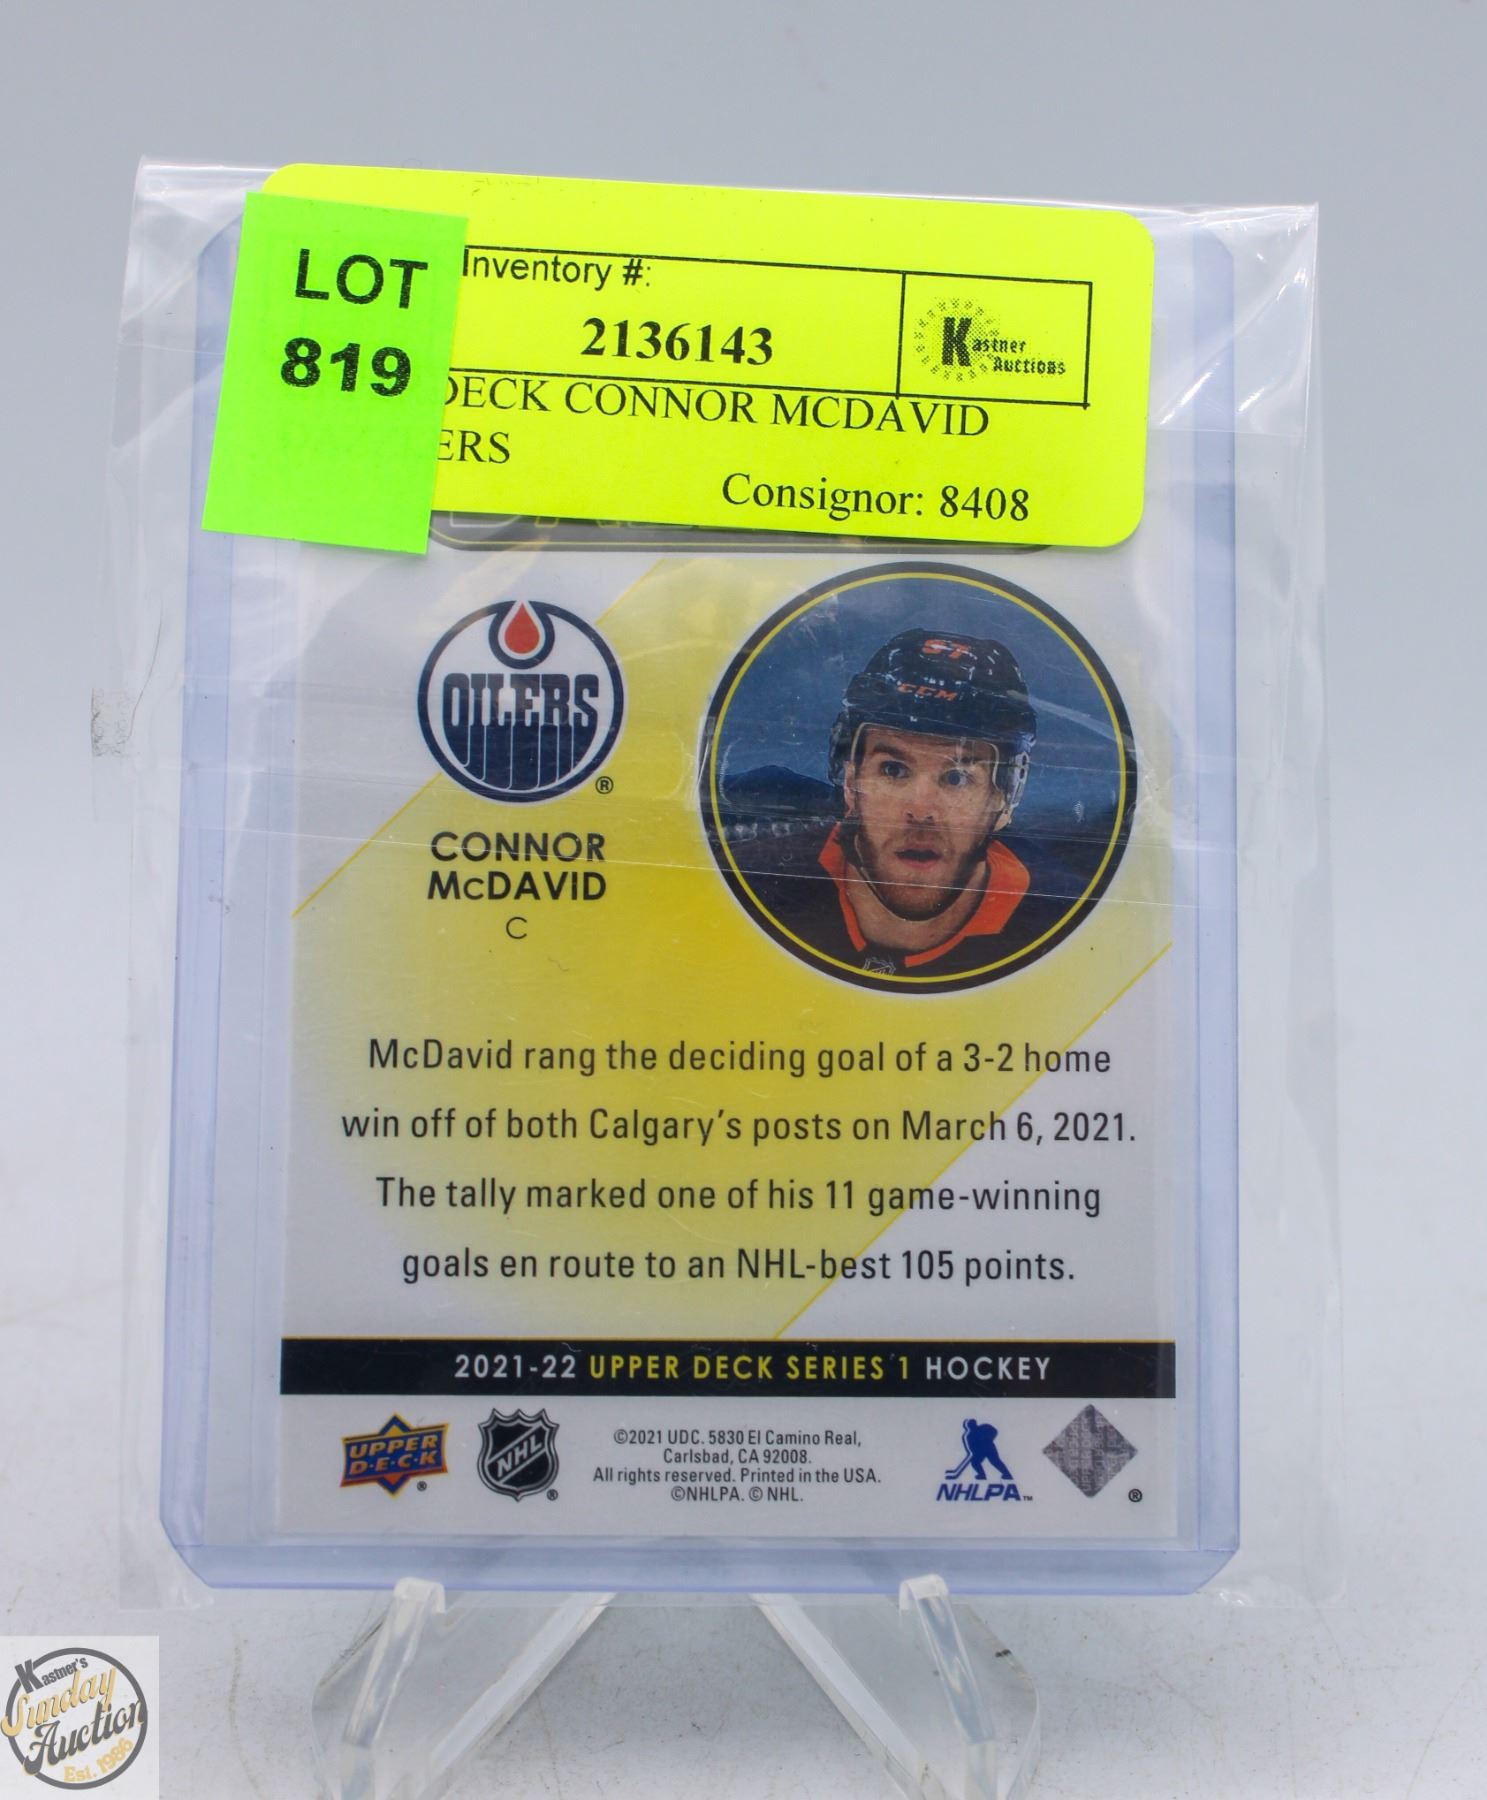 LOT
819
Inventory #:
2136143
Kastner
Auctions
DECK CONNOR MCDAVID
ERS
Consignor: 8408
OILERS
®
97
CCM
CONNOR
McDAVID
C
McDavid rang the deciding goal of a 3-2 home
win off of both Calgary's posts on March 6, 2021.
The tally marked one of his 11 game-winning
goals en route to an NHL-best 105 points.
2021-22 UPPER DECK SERIES 1 HOCKEY
UPPER
D·E·C·K
®
NHL
®
©2021 UDC. 5830 El Camino Real,
Carlsbad, CA 92008.
All rights reserved. Printed in the USA.
©NHLPA. © NHL.
NHLPA™
®
Kastner's
Sunday
Auction
Est. 1986